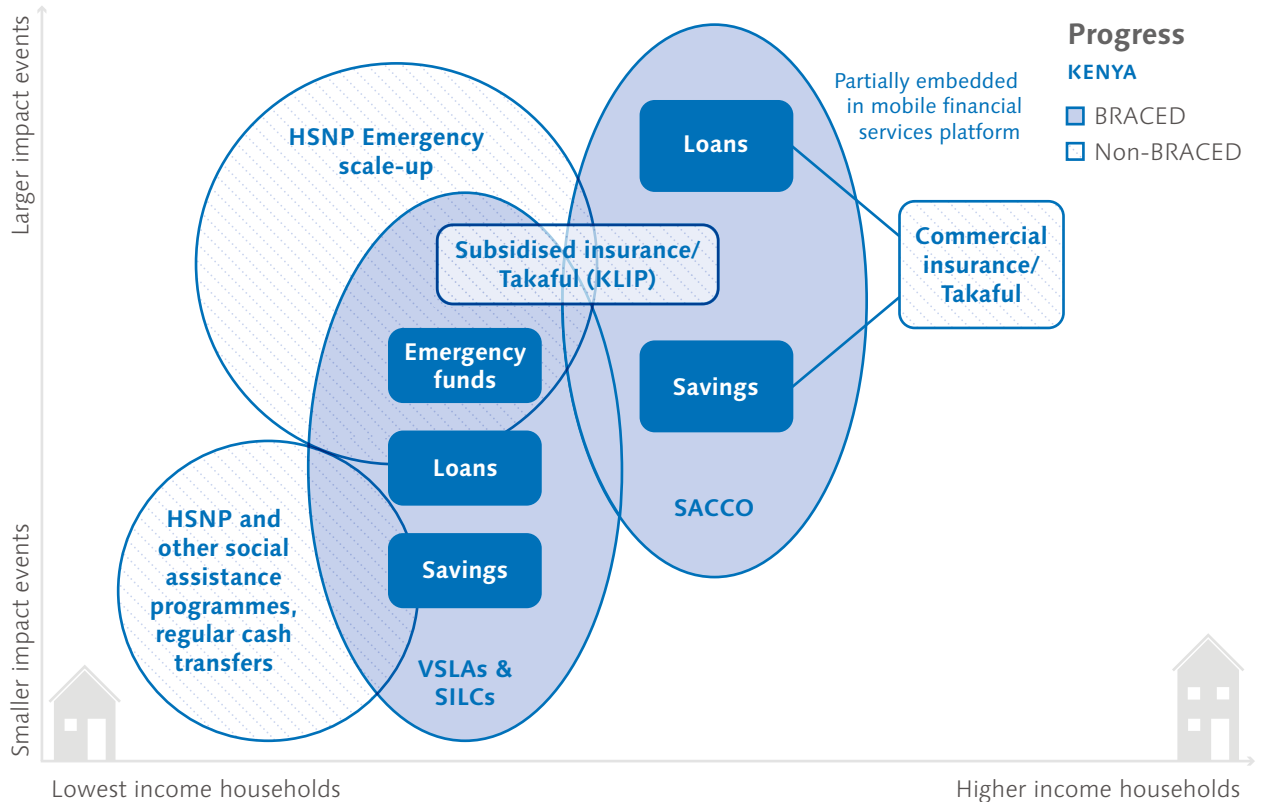 Larger impact events
Smaller impact events
HSNP Emergency
scale-up
Subsidised insurance/
Takaful (KLIP)
Emergency
funds
Loans
Savings
VSLAs &
SILCs
HSNP and
other social
assistance
programmes,
regular cash
transfers
Loans
Savings
SACCO
Partially embedded
in mobile financial
services platform
Commercial
insurance/
Takaful
Progress
KENYA
BRACED
Non-BRACED
Lowest income households
Higher income households